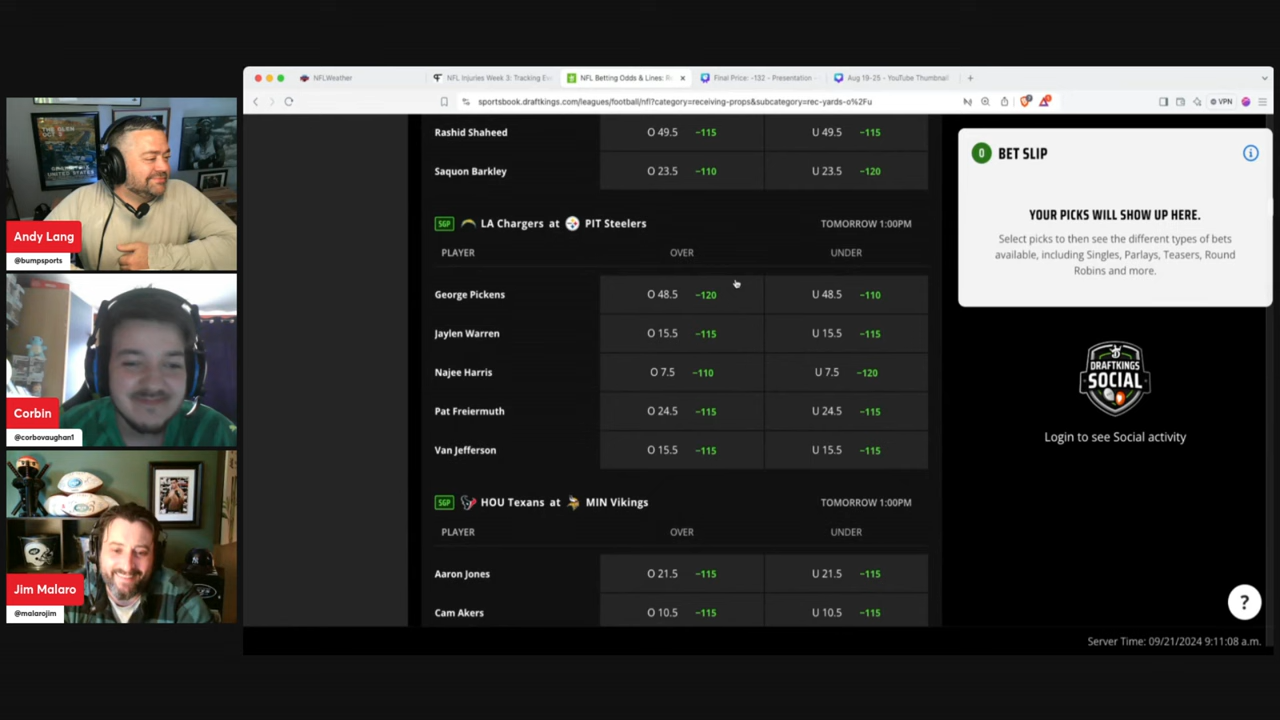 NFLWeather
NFL Injuries Week 3: Tracking Ev
NFL Betting Odds & Lines: R
Final Price: -132 - Presentation -
Aug 19-25 - YouTube Thumbnail
sportsbook.draftkings.com/leagues/football/nfl?category=receiving-props&subcategory=rec-yards-o%2Fu
VPN
THE GLEN
UNITED STATES
Andy Lang
@bumpsports
Corbin
@corbovaughan1
Jim Malaro
@malarojim
Rashid Shaheed O 49.5 −115 U 49.5 −115
Saquon Barkley O 23.5 −110 U 23.5 −120
SGP LA Chargers at PIT Steelers TOMORROW 1:00PM
PLAYER OVER UNDER
George Pickens O 48.5 −120 U 48.5 −110
Jaylen Warren O 15.5 −115 U 15.5 −115
Najee Harris O 7.5 −110 U 7.5 −120
Pat Freiermuth O 24.5 −115 U 24.5 −115
Van Jefferson O 15.5 −115 U 15.5 −115
SGP HOU Texans at MIN Vikings TOMORROW 1:00PM
PLAYER OVER UNDER
Aaron Jones O 21.5 −115 U 21.5 −115
Cam Akers O 10.5 −115 U 10.5 −115
0 BET SLIP
YOUR PICKS WILL SHOW UP HERE.
Select picks to then see the different types of bets
available, including Singles, Parlays, Teasers, Round
Robins and more.
DRAFTKINGS
SOCIAL
Login to see Social activity
?
Server Time: 09/21/2024 9:11:08 a.m.